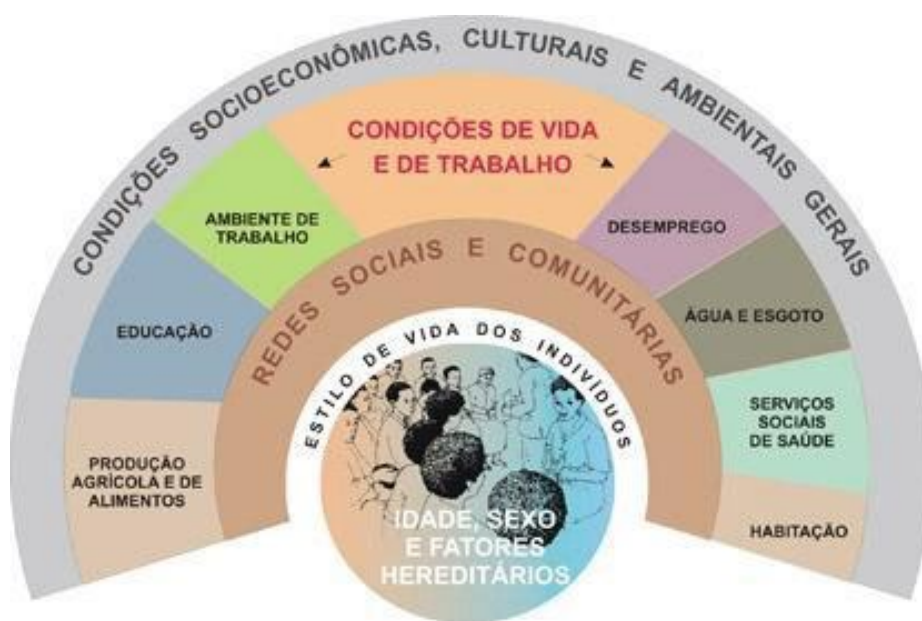 CONDIÇÕES SOCIOECONÔMICAS, CULTURAIS E AMBIENTAIS GERAIS
CONDIÇÕES DE VIDA
E DE TRABALHO
AMBIENTE DE
TRABALHO
DESEMPREGO
EDUCAÇÃO
ÁGUA E ESGOTO
PRODUÇÃO
AGRÍCOLA E DE
ALIMENTOS
SERVIÇOS
SOCIAIS
DE SAÚDE
HABITAÇÃO
REDES SOCIAIS E COMUNITÁRIAS
ESTILO DE VIDA DOS INDIVÍDUOS
IDADE, SEXO
E FATORES
HEREDITÁRIOS